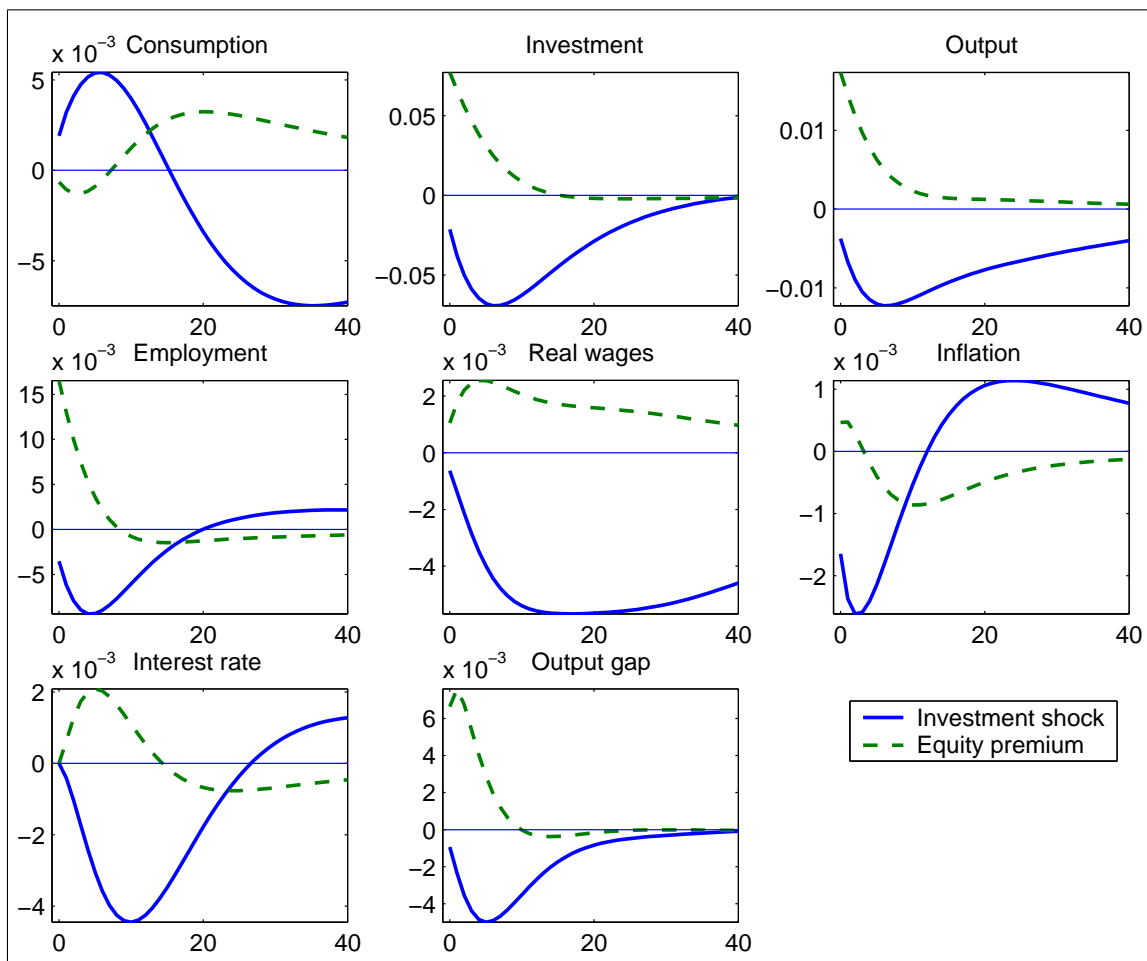 x 10⁻³ Consumption
5
0
−5
0 20 40
Investment
0.05
0
−0.05
0 20 40
Output
0.01
0
−0.01
0 20 40
x 10⁻³ Employment
15
10
5
0
−5
0 20 40
x 10⁻³ Real wages
2
0
−2
−4
0 20 40
x 10⁻³ Inflation
1
0
−1
−2
0 20 40
x 10⁻³ Interest rate
2
0
−2
−4
0 20 40
x 10⁻³ Output gap
6
4
2
0
−2
−4
0 20 40
Investment shock
Equity premium